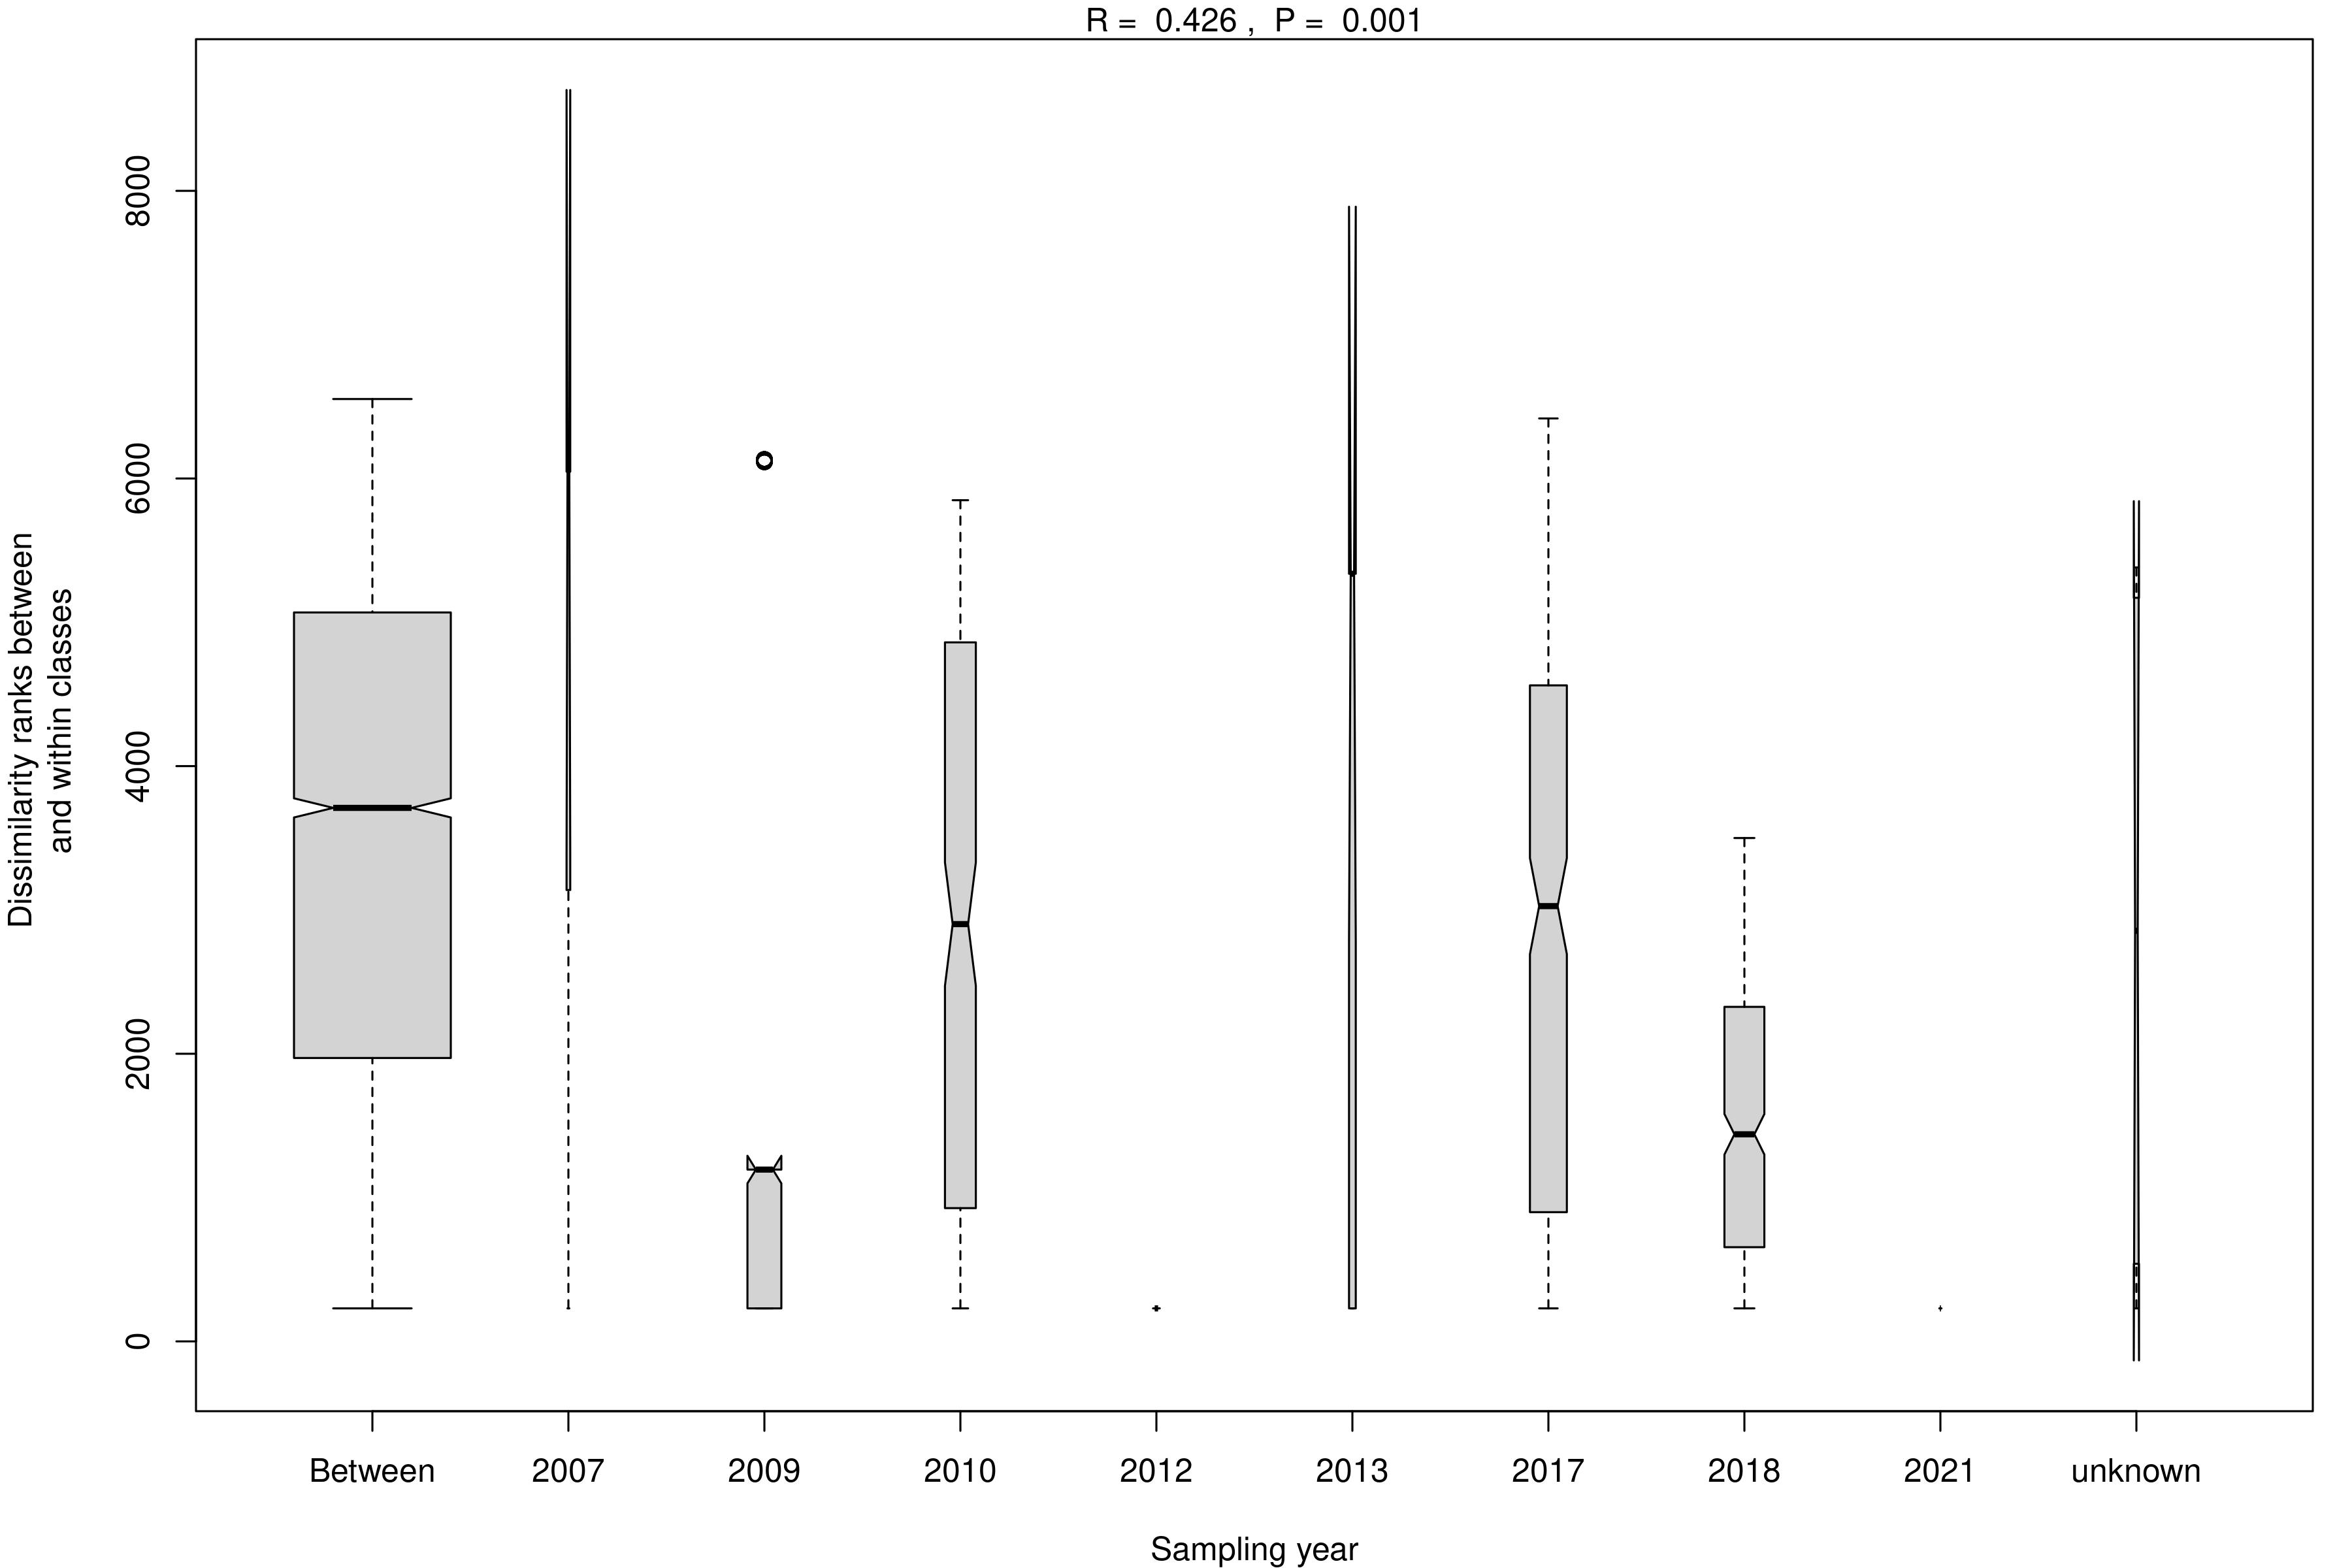 R = 0.426 , P = 0.001
Dissimilarity ranks between
and within classes
8000
6000
4000
2000
0
Between 2007 2009 2010 2012 2013 2017 2018 2021 unknown
Sampling year